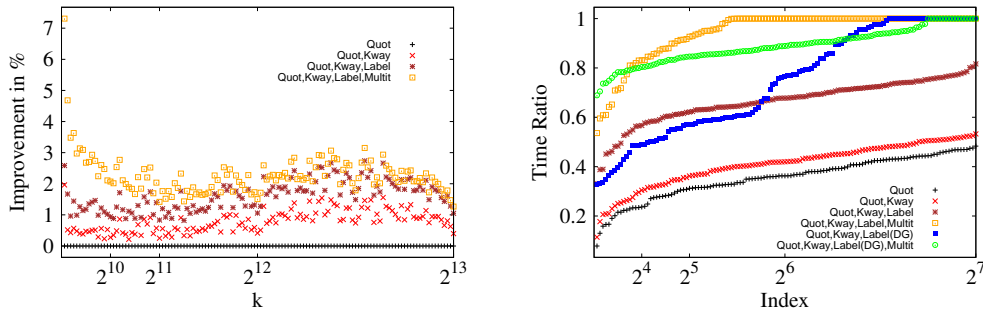 7
6
5
4
3
2
1
0
Improvement in %
2^10
2^11
2^12
2^13
k
Quot
Quot,Kway
Quot,Kway,Label
Quot,Kway,Label,Multit
1
0.8
0.6
0.4
0.2
Time Ratio
2^4
2^5
2^6
2^7
Index
Quot
Quot,Kway
Quot,Kway,Label
Quot,Kway,Label,Multit
Quot,Kway,Label(DG)
Quot,Kway,Label(DG),Multit